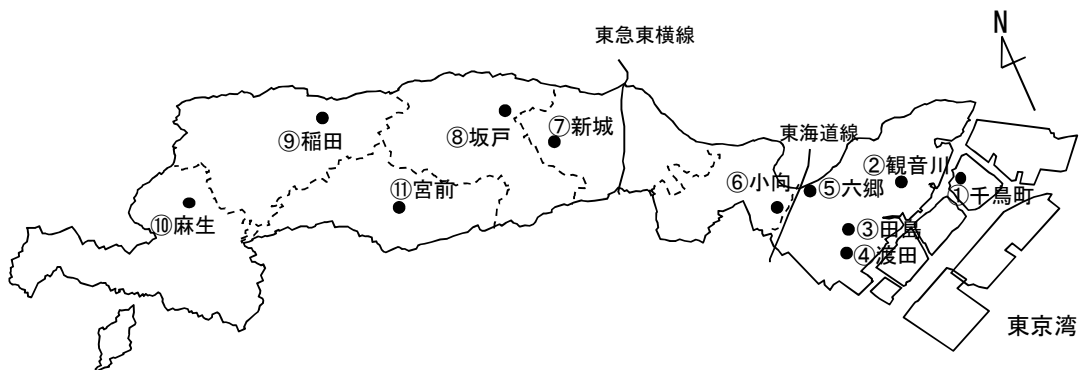 東急東横線
N
⑦新城
⑧坂戸
⑨稲田
東海道線
②観音川
⑥小向
⑤六郷
①千鳥町
⑪宮前
⑩麻生
③田島
④渡田
東京湾